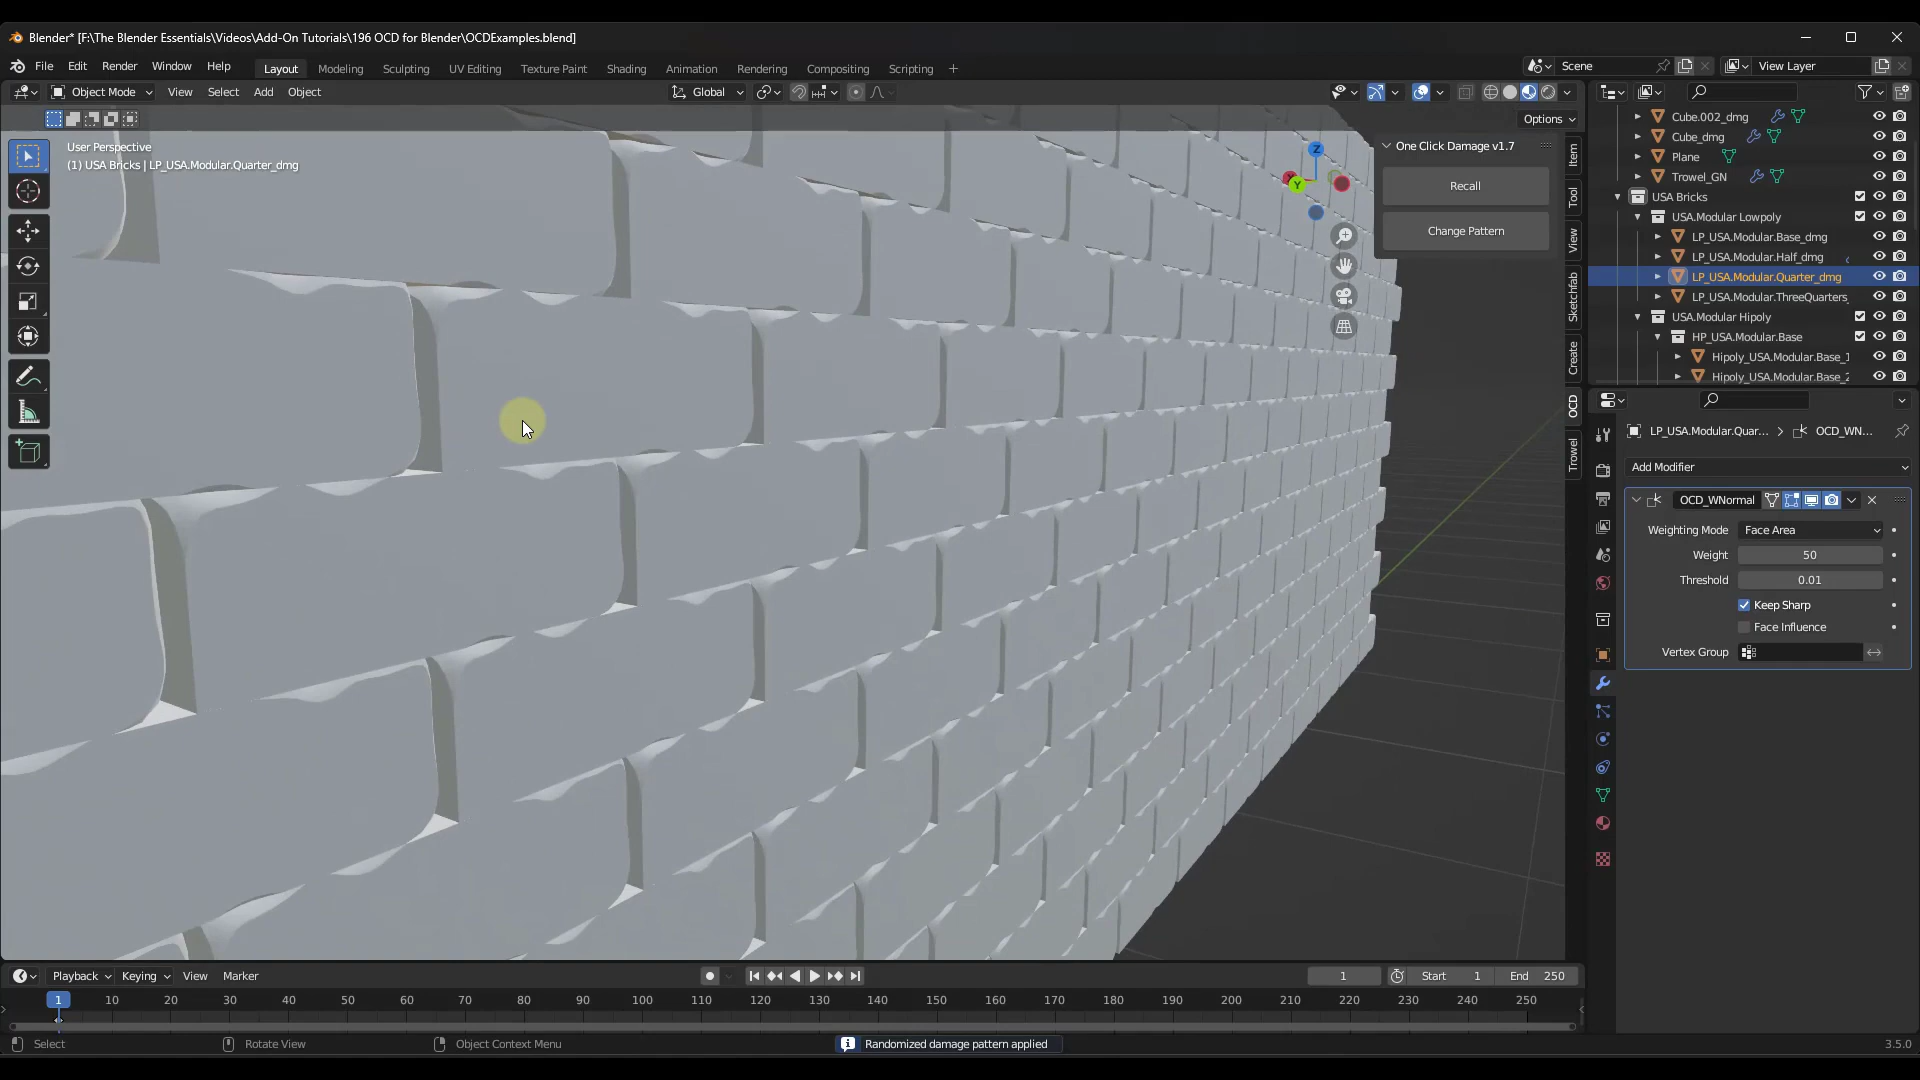 Blender* [F:\The Blender Essentials\Videos\Add-On Tutorials\196 OCD for Blender\OCDExamples.blend]
File Edit Render Window Help
Layout Modeling Sculpting UV Editing Texture Paint Shading Animation Rendering Compositing Scripting +
Scene
View Layer
Object Mode View Select Add Object
Global
Options
User Perspective
(1) USA Bricks | LP_USA.Modular.Quarter_dmg
One Click Damage v1.7
Recall
Change Pattern
Z
Y
Item
Tool
View
Sketchfab
Create
OCD
Trowel
Cube.002_dmg
Cube_dmg
Plane
Trowel_GN
USA Bricks
USA.Modular Lowpoly
LP_USA.Modular.Base_dmg
LP_USA.Modular.Half_dmg
LP_USA.Modular.Quarter_dmg
LP_USA.Modular.ThreeQuarters_
USA.Modular Hipoly
HP_USA.Modular.Base
Hipoly_USA.Modular.Base_1
Hipoly_USA.Modular.Base_2
LP_USA.Modular.Quar... > OCD_WN...
Add Modifier
OCD_WNormal
Weighting Mode Face Area
Weight 50
Threshold 0.01
Keep Sharp
Face Influence
Vertex Group
Playback Keying View Marker
1
Start 1
End 250
1 10 20 30 40 50 60 70 80 90 100 110 120 130 140 150 160 170 180 190 200 210 220 230 240 250
Select
Rotate View
Object Context Menu
Randomized damage pattern applied
3.5.0